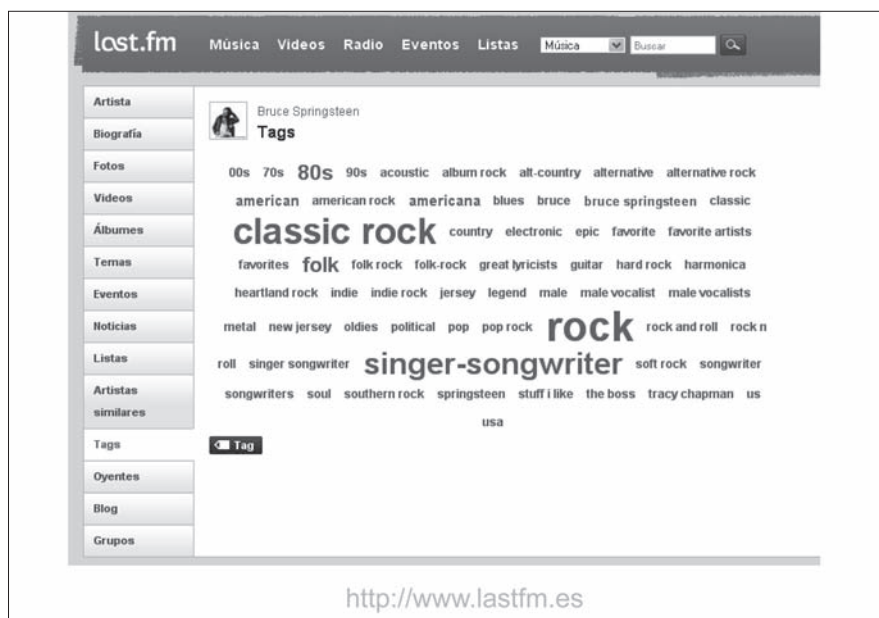 last.fm
Música Videos Radio Eventos Listas Música Buscar
Artista
Biografía
Fotos
Videos
Álbumes
Temas
Eventos
Noticias
Listas
Artistas
similares
Tags
Oyentes
Blog
Grupos
Bruce Springsteen
Tags
00s 70s 80s 90s acoustic album rock alt-country alternative alternative rock
american american rock americana blues bruce bruce springsteen classic
classic rock country electronic epic favorite favorite artists
favorites folk folk rock folk-rock great lyricists guitar hard rock harmonica
heartland rock indie indie rock jersey legend male male vocalist male vocalists
metal new jersey oldies political pop pop rock rock rock and roll rock n
roll singer songwriter singer-songwriter soft rock songwriter
songwriters soul southern rock springsteen stuff i like the boss tracy chapman us
usa
Tag
http://www.lastfm.es